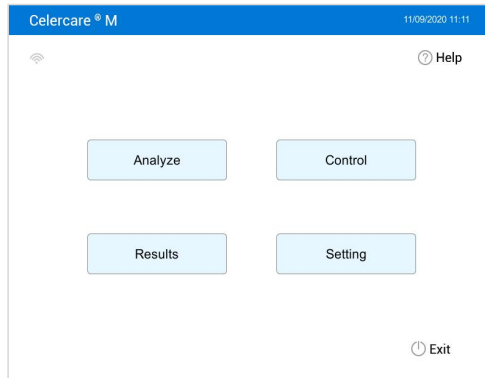 Celercare ® M 11/09/2020 11:11
Help
Analyze Control
Results Setting
Exit